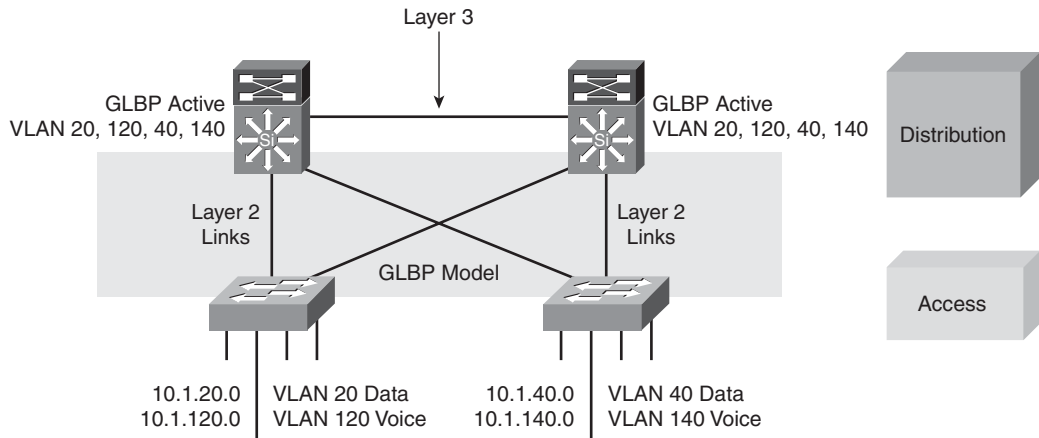 Layer 3
GLBP Active
VLAN 20, 120, 40, 140
Si
GLBP Active
VLAN 20, 120, 40, 140
Si
Distribution
Layer 2
Links
Layer 2
Links
GLBP Model
Access
10.1.20.0 VLAN 20 Data
10.1.120.0 VLAN 120 Voice
10.1.40.0 VLAN 40 Data
10.1.140.0 VLAN 140 Voice